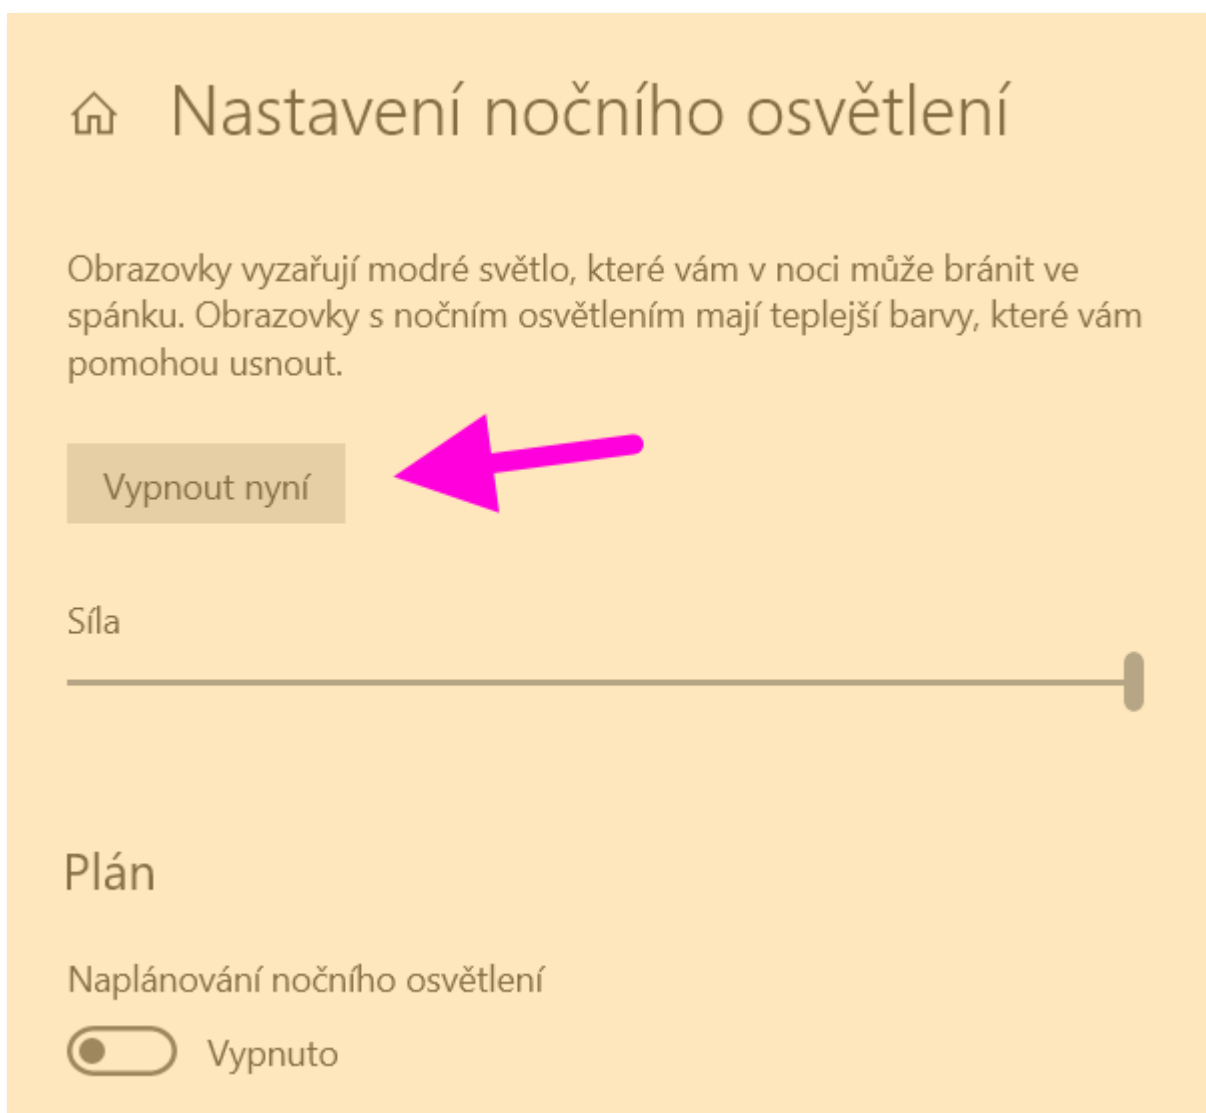 Nastavení nočního osvětlení
Obrazovky vyzařují modré světlo, které vám v noci může bránit ve
spánku. Obrazovky s nočním osvětlením mají teplejší barvy, které vám
pomohou usnout.
Vypnout nyní
Síla
Plán
Naplánování nočního osvětlení
Vypnuto